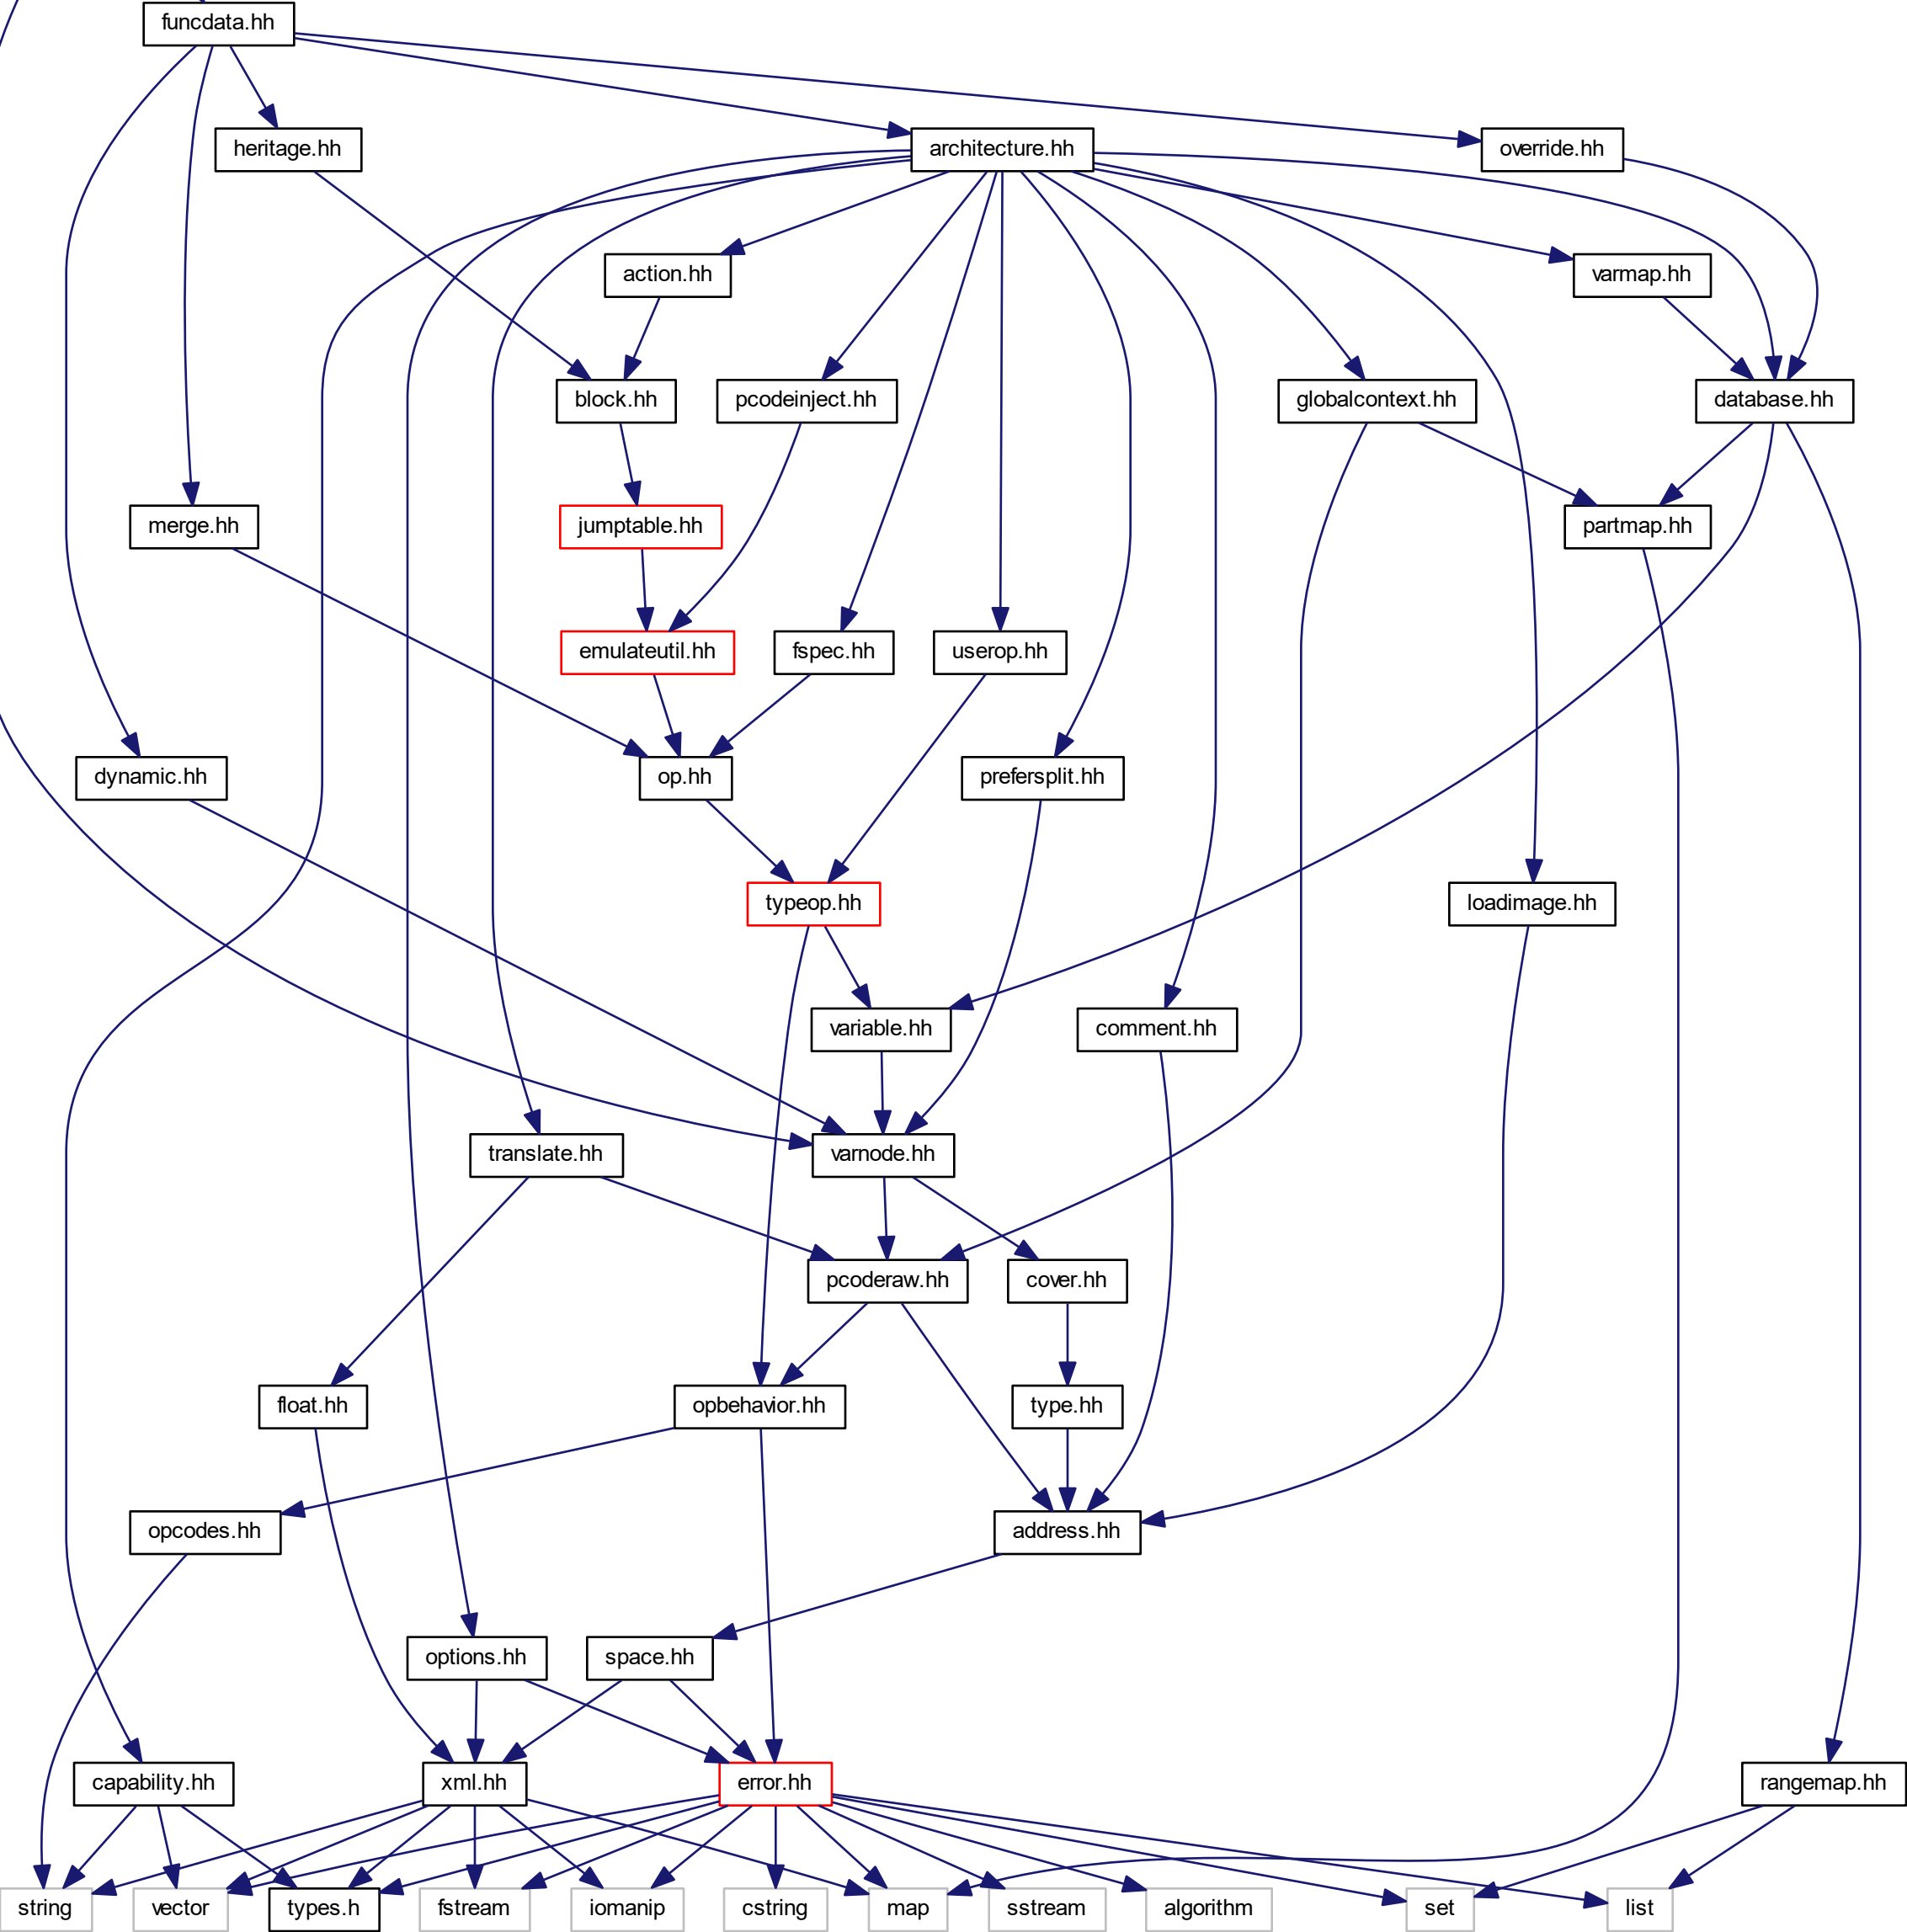 funcdata.hh
heritage.hh
architecture.hh
override.hh
action.hh
varmap.hh
block.hh
pcodeinject.hh
globalcontext.hh
database.hh
merge.hh
jumptable.hh
partmap.hh
emulateutil.hh
fspec.hh
userop.hh
dynamic.hh
op.hh
prefersplit.hh
typeop.hh
loadimage.hh
variable.hh
comment.hh
translate.hh
varnode.hh
pcoderaw.hh
cover.hh
float.hh
opbehavior.hh
type.hh
opcodes.hh
address.hh
options.hh
space.hh
capability.hh
xml.hh
error.hh
rangemap.hh
string
vector
types.h
fstream
iomanip
cstring
map
sstream
algorithm
set
list